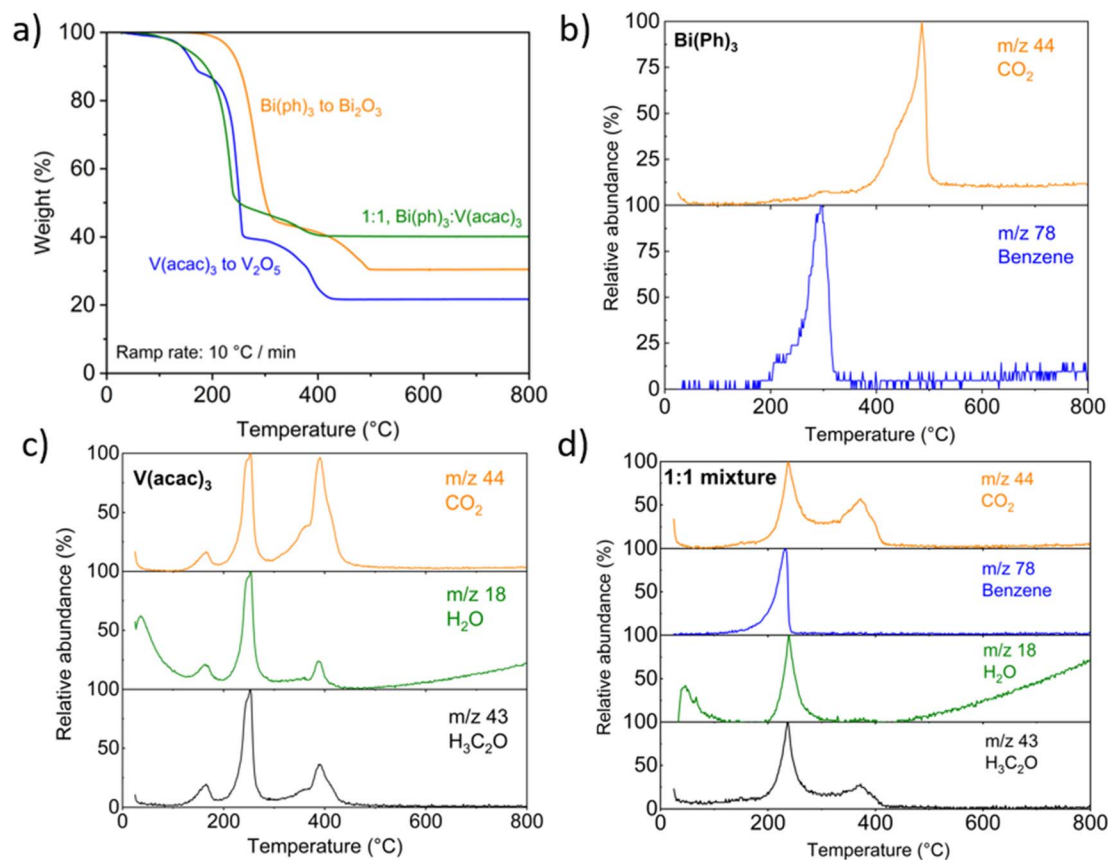 a)
100
80
60
40
20
0
Weight (%)
Bi(ph)₃ to Bi₂O₃
1:1, Bi(ph)₃:V(acac)₃
V(acac)₃ to V₂O₅
Ramp rate: 10 °C / min
0 200 400 600 800
Temperature (°C)
b)
Bi(Ph)₃
m/z 44
CO₂
100
75
50
25
100
75
50
25
0
Relative abundance (%)
m/z 78
Benzene
0 200 400 600 800
Temperature (°C)
c)
V(acac)₃
m/z 44
CO₂
100
50
100
50
100
50
0
Relative abundance (%)
m/z 18
H₂O
m/z 43
H₃C₂O
0 200 400 600 800
Temperature (°C)
d)
1:1 mixture
m/z 44
CO₂
100
50
100
50
100
50
100
50
0
Relative abundance (%)
m/z 78
Benzene
m/z 18
H₂O
m/z 43
H₃C₂O
0 200 400 600 800
Temperature (°C)